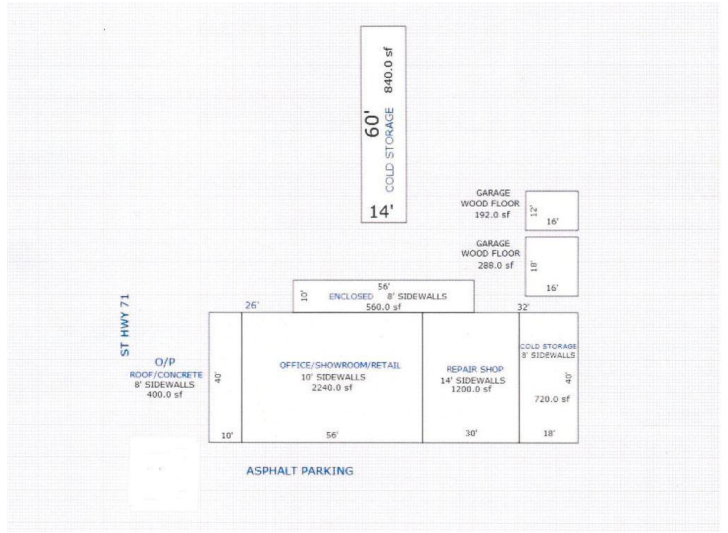 60'
COLD STORAGE 840.0 sf
14'
GARAGE
WOOD FLOOR
192.0 sf
12'
16'
GARAGE
WOOD FLOOR
288.0 sf
18'
16'
56'
10'
ENCLOSED 8' SIDEWALLS
560.0 sf
26'
32'
ST HWY 71
O/P
ROOF/CONCRETE
8' SIDEWALLS
400.0 sf
40'
10'
OFFICE/SHOWROOM/RETAIL
10' SIDEWALLS
2240.0 sf
56'
REPAIR SHOP
14' SIDEWALLS
1200.0 sf
30'
COLD STORAGE
8' SIDEWALLS
40'
720.0 sf
18'
ASPHALT PARKING